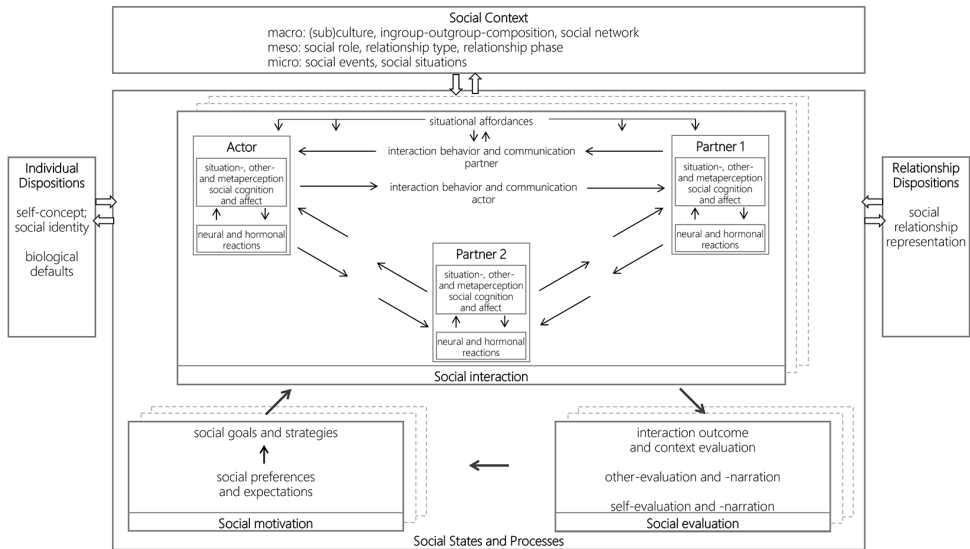 Social Context
macro: (sub)culture, ingroup-outgroup-composition, social network
meso: social role, relationship type, relationship phase
micro: social events, social situations
Individual
Dispositions
self-concept;
social identity
biological
defaults
situational affordances
Actor
situation-, other-
and metaperception
social cognition
and affect
neural and hormonal
reactions
interaction behavior and communication
partner
interaction behavior and communication
actor
Partner 1
situation-, other-
and metaperception
social cognition
and affect
neural and hormonal
reactions
Partner 2
situation-, other-
and metaperception
social cognition
and affect
neural and hormonal
reactions
Social interaction
Relationship
Dispositions
social
relationship
representation
social goals and strategies
social preferences
and expectations
Social motivation
interaction outcome
and context evaluation
other-evaluation and -narration
self-evaluation and -narration
Social evaluation
Social States and Processes